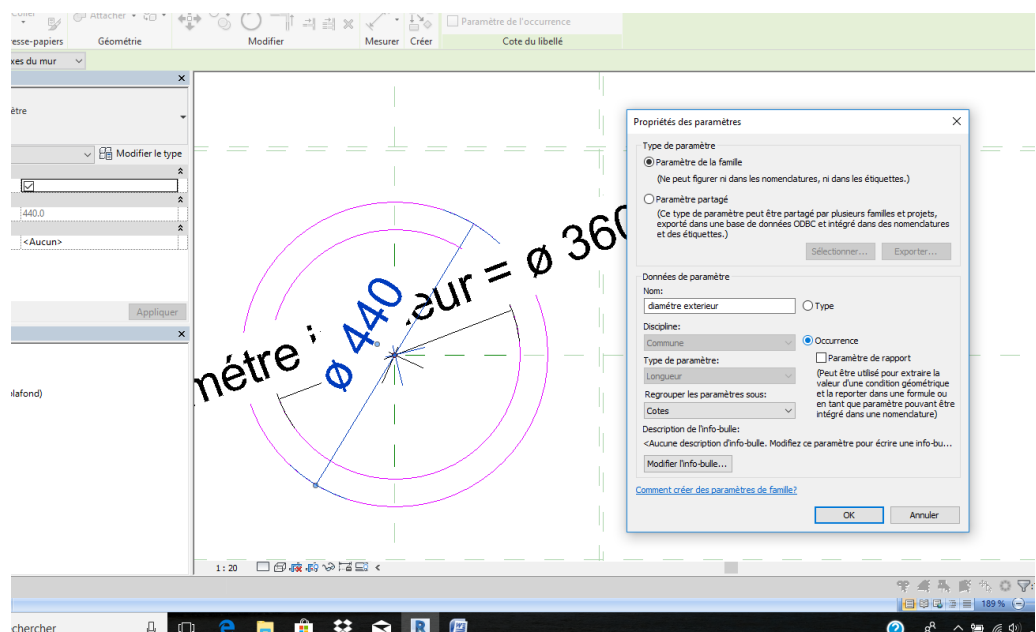 Attacher
Paramètre de l'occurrence
esse-papiers Géométrie Modifier Mesurer Créer Cote du libellé
xes du mur
ètre
Modifier le type
440.0
<Aucun>
Appliquer
lafond)
métre i eur = ø 360
ø 440
Propriétés des paramètres
Type de paramètre
Paramètre de la famille
(Ne peut figurer ni dans les nomenclatures, ni dans les étiquettes.)
Paramètre partagé
(Ce type de paramètre peut être partagé par plusieurs familles et projets,
exporté dans une base de données ODBC et intégré dans des nomenclatures
et des étiquettes.)
Sélectionner... Exporter...
Données de paramètre
Nom:
diamétre exterieur Type
Discipline:
Commune Occurrence
Paramètre de rapport
Type de paramètre:
(Peut être utilisé pour extraire la
Longueur valeur d'une condition géométrique
et la reporter dans une formule ou
Regrouper les paramètres sous: en tant que paramètre pouvant être
Cotes intégré dans une nomenclature)
Description de l'info-bulle:
<Aucune description d'info-bulle. Modifiez ce paramètre pour écrire une info-bu...
Modifier l'info-bulle...
Comment créer des paramètres de famille?
OK Annuler
1 : 20
189 %
chercher